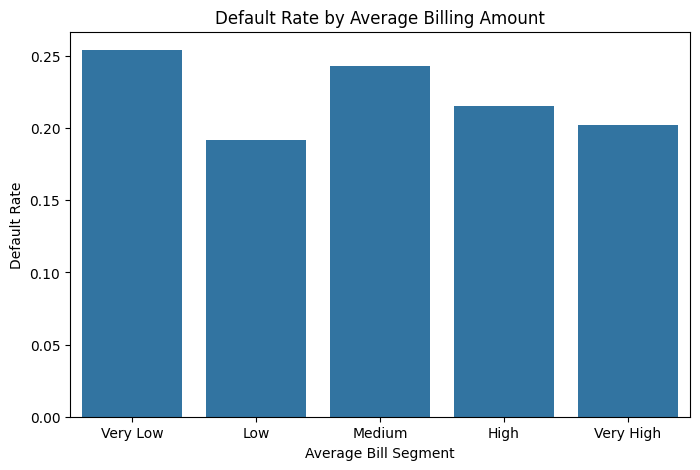 Default Rate by Average Billing Amount
0.25
0.20
0.15
0.10
0.05
0.00
Default Rate
Very Low Low Medium High Very High
Average Bill Segment